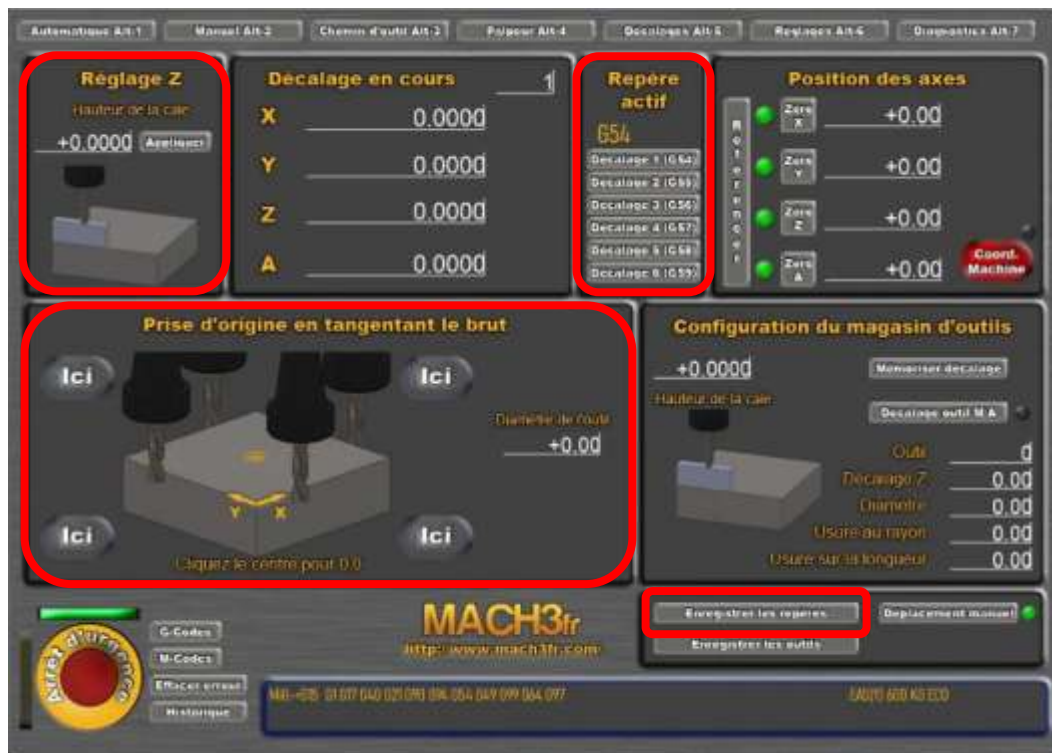 Automatique Alt-1 Manuel Alt-2 Chemin d'outil Alt-3 Palpeur Alt-4 Décalages Alt-5 Réglages Alt-6 Diagnostics Alt-7
Réglage Z
Hauteur de la cale
+0.0000 Appliquer
Décalage en cours 1
X 0.0000
Y 0.0000
Z 0.0000
A 0.0000
Repère
actif
G54
Décalage 1 (G54)
Décalage 2 (G55)
Décalage 3 (G56)
Décalage 4 (G57)
Décalage 5 (G58)
Décalage 6 (G59)
Position des axes
Zéro X +0.00
Zéro Y +0.00
Zéro Z +0.00
Zéro A +0.00
Coord.
Machine
Prise d'origine en tangentant le brut
Ici Ici
Diamètre de l'outil
+0.00
Y X
Ici Ici
Cliquez le centre pour 0.0
Configuration du magasin d'outils
+0.0000 Mémoriser décalage
Hauteur de la cale
Décalage outil M.A
Outil 0
Décalage Z 0.00
Diamètre 0.00
Usure au rayon 0.00
Usure sur la longueur 0.00
Enregistrer les repères Déplacement manuel
Enregistrer les outils
Arrêt d'urgence
G-Codes
M-Codes
Effacer erreur
Historique
MACH3fr
http://www.mach3fr.com